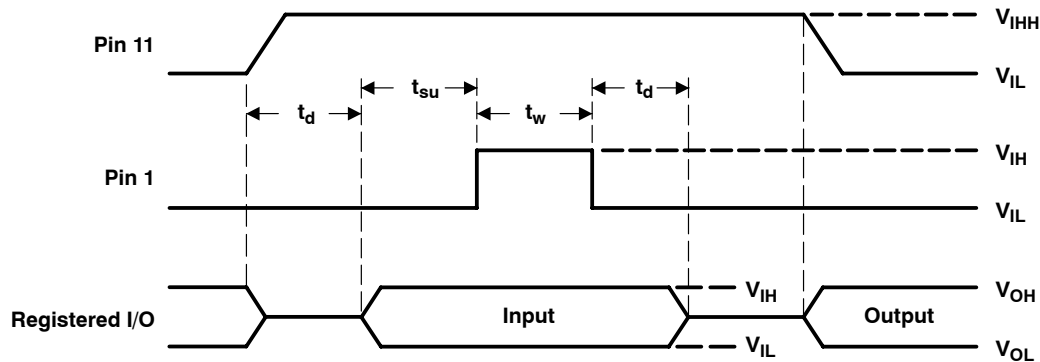 V_IHH
Pin 11
V_IL
t_su
t_d
t_d
t_w
V_IH
Pin 1
V_IL
V_IH
V_OH
Registered I/O
Input
Output
V_IL
V_OL